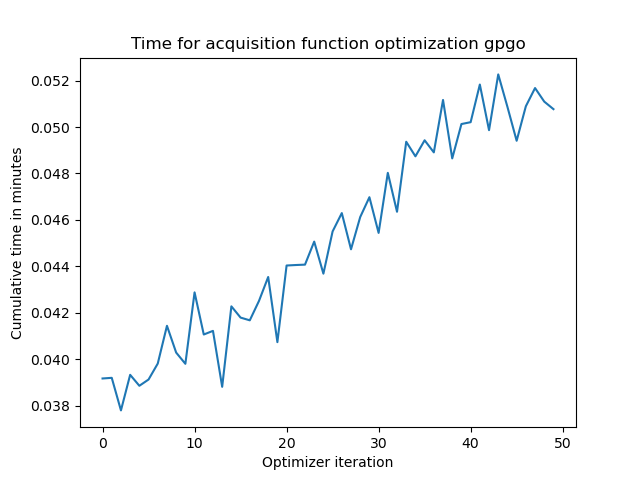 Time for acquisition function optimization gpgo
Cumulative time in minutes
0.052
0.050
0.048
0.046
0.044
0.042
0.040
0.038
0 10 20 30 40 50
Optimizer iteration